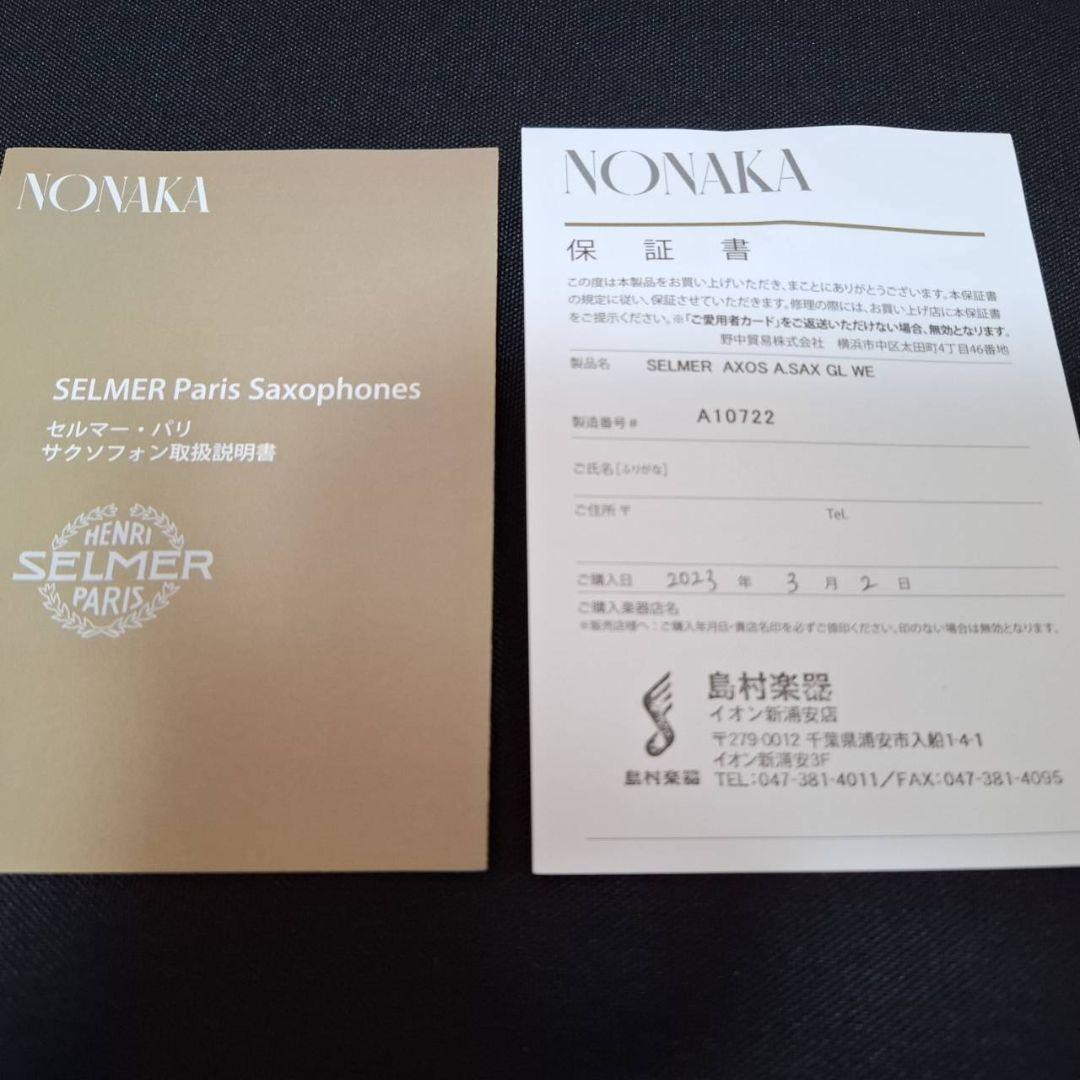 NONAKA
SELMER Paris Saxophones
セルマー・パリ
サクソフォン取扱説明書
HENRI
SELMER
PARIS
NONAKA
保証書
この度は本製品をお買い上げいただき、まことにありがとうございます。本保証書
の規定に従い、保証させていただきます。修理の際には、お買い上げ店に本保証書
をご提示ください。※「ご愛用者カード」をご返送いただけない場合、無効となります。
野中貿易株式会社 横浜市中区太田町4丁目46番地
製品名 SELMER AXOS A.SAX GL WE
製造番号# A10722
ご氏名[ふりがな]
ご住所 〒 Tel.
ご購入日 2023 年 3 月 2 日
ご購入楽器店名
※販売店様へ:ご購入年月日・貴店名印を必ずご捺印ください。印のない場合は無効となります。
島村楽器
イオン新浦安店
〒279-0012 千葉県浦安市入船1-4-1
イオン新浦安3F
島村楽器 TEL:047-381-4011/FAX:047-381-4095